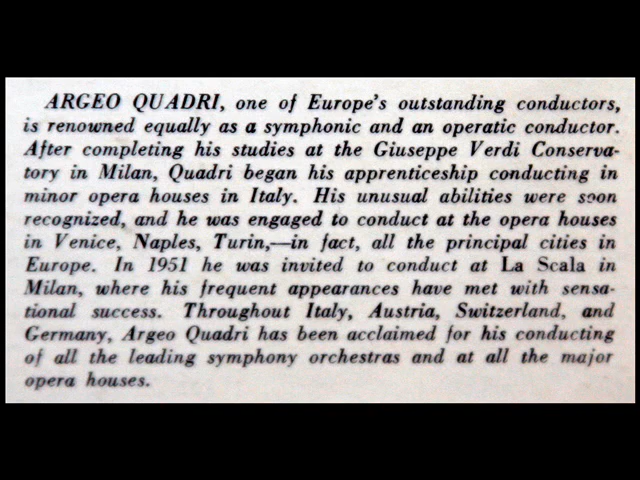 ARGEO QUADRI, one of Europe's outstanding conductors,
is renowned equally as a symphonic and an operatic conductor.
After completing his studies at the Giuseppe Verdi Conserva-
tory in Milan, Quadri began his apprenticeship conducting in
minor opera houses in Italy. His unusual abilities were soon
recognized, and he was engaged to conduct at the opera houses
in Venice, Naples, Turin,—in fact, all the principal cities in
Europe. In 1951 he was invited to conduct at La Scala in
Milan, where his frequent appearances have met with sensa-
tional success. Throughout Italy, Austria, Switzerland, and
Germany, Argeo Quadri has been acclaimed for his conducting
of all the leading symphony orchestras and at all the major
opera houses.